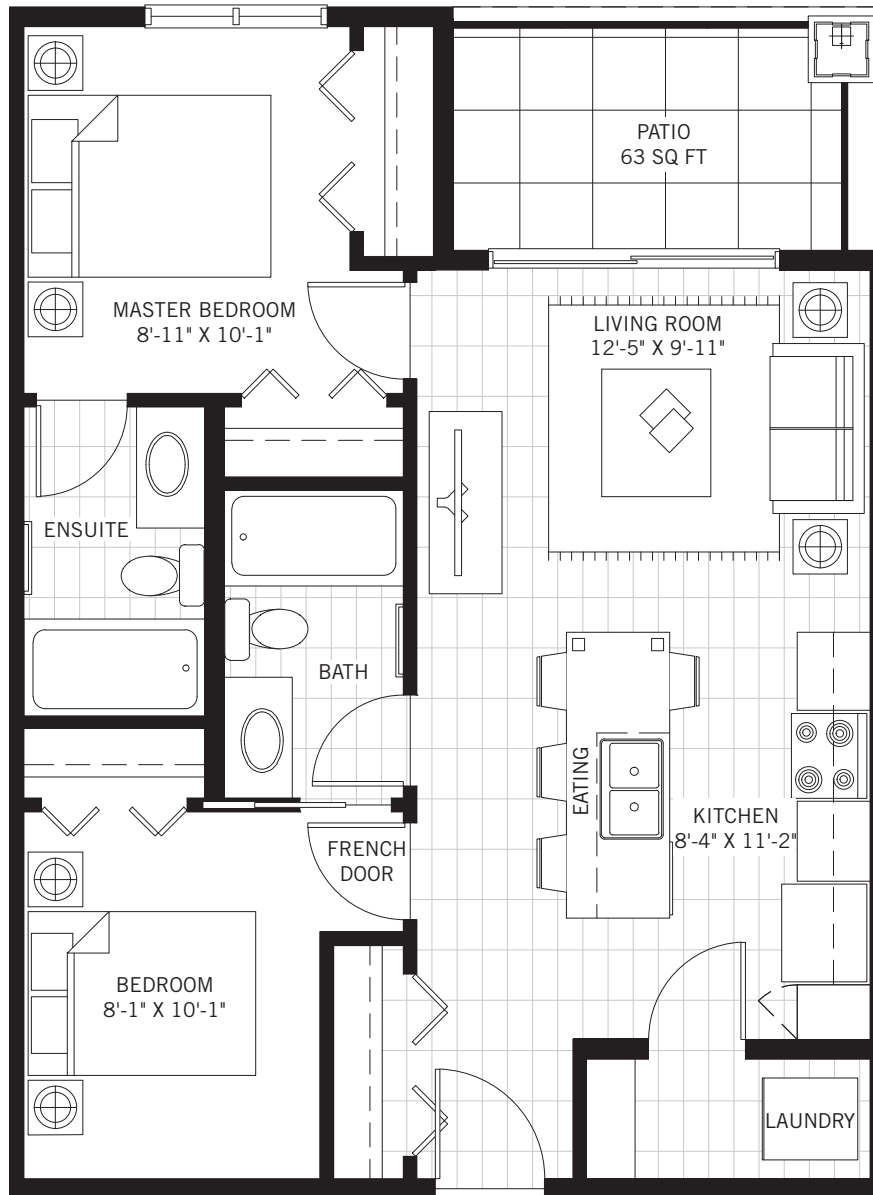 PATIO
63 SQ FT
MASTER BEDROOM
8'-11" X 10'-1"
LIVING ROOM
12'-5" X 9'-11"
ENSUITE
BATH
EATING
KITCHEN
8'-4" X 11'-2"
FRENCH
DOOR
BEDROOM
8'-1" X 10'-1"
LAUNDRY